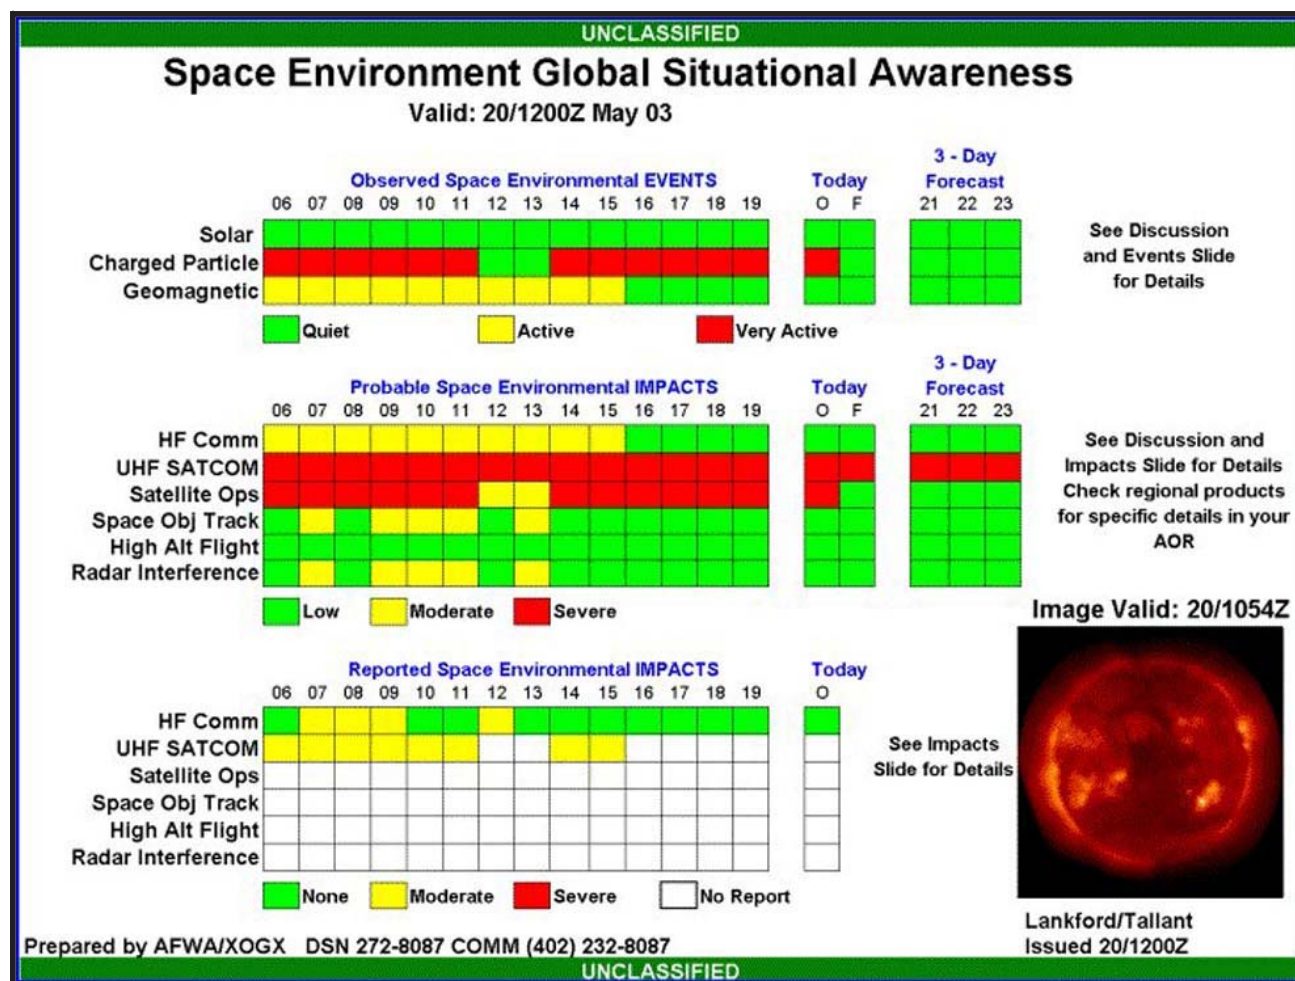 UNCLASSIFIED
Space Environment Global Situational Awareness
Valid: 20/1200Z May 03
Observed Space Environmental EVENTS
Today
3 - Day
Forecast
06 07 08 09 10 11 12 13 14 15 16 17 18 19
O F
21 22 23
Solar
Charged Particle
Geomagnetic
See Discussion
and Events Slide
for Details
Quiet
Active
Very Active
Probable Space Environmental IMPACTS
Today
3 - Day
Forecast
06 07 08 09 10 11 12 13 14 15 16 17 18 19
O F
21 22 23
HF Comm
UHF SATCOM
Satellite Ops
Space Obj Track
High Alt Flight
Radar Interference
See Discussion and
Impacts Slide for Details
Check regional products
for specific details in your
AOR
Low
Moderate
Severe
Image Valid: 20/1054Z
Reported Space Environmental IMPACTS
Today
06 07 08 09 10 11 12 13 14 15 16 17 18 19
O
HF Comm
UHF SATCOM
Satellite Ops
Space Obj Track
High Alt Flight
Radar Interference
See Impacts
Slide for Details
None
Moderate
Severe
No Report
Lankford/Tallant
Issued 20/1200Z
Prepared by AFWA/XOGX DSN 272-8087 COMM (402) 232-8087
UNCLASSIFIED